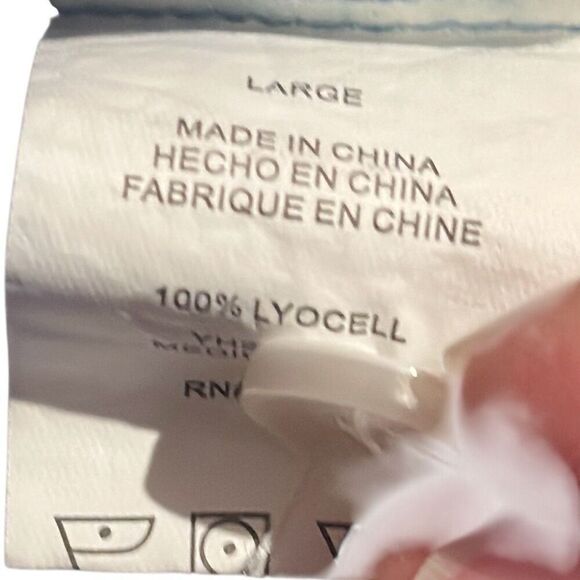 LARGE
MADE IN CHINA
HECHO EN CHINA
FABRIQUE EN CHINE
100% LYOCELL